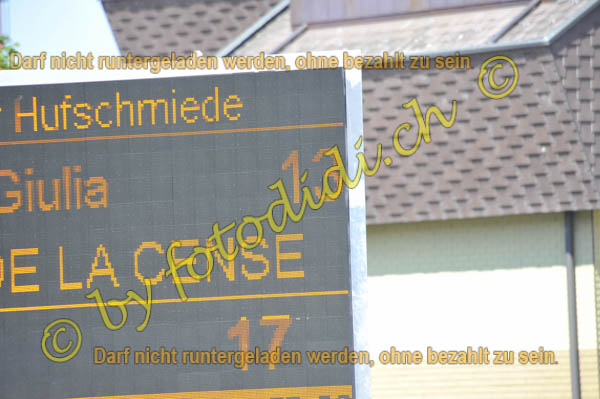 Darf nicht runtergeladen werden, ohne bezahlt zu sein
Hufschmiede
Giulia 13
DE LA CENSE
© by fotodidi.ch ©
17
Darf nicht runtergeladen werden, ohne bezahlt zu sein.